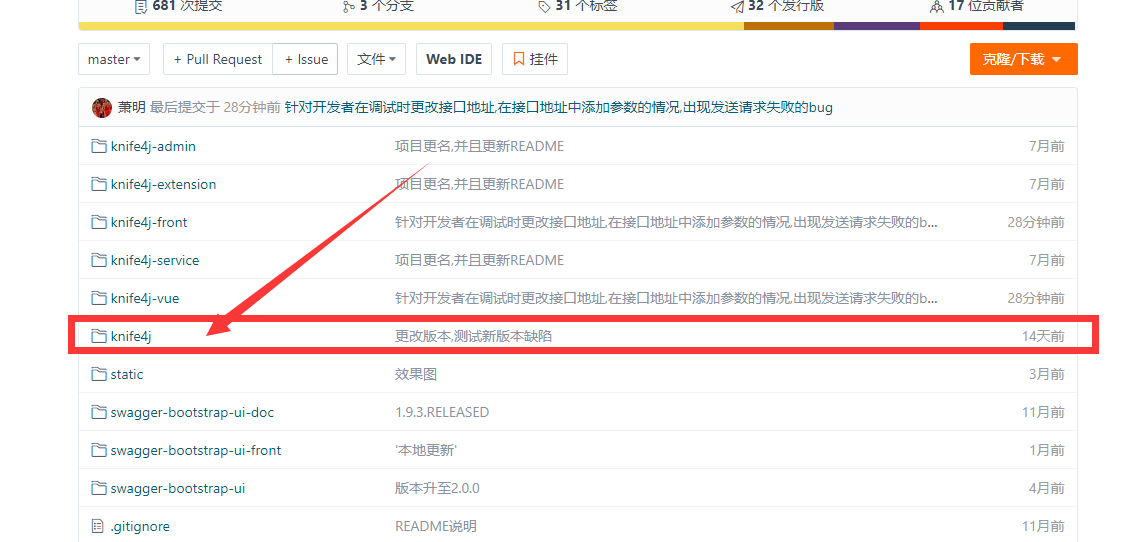 681 次提交 3 个分支 31 个标签 32 个发行版 17 位贡献者
master + Pull Request + Issue 文件 Web IDE 挂件 克隆/下载
萧明 最后提交于 28分钟前 针对开发者在调试时更改接口地址,在接口地址中添加参数的情况,出现发送请求失败的bug
knife4j-admin 项目更名,并且更新README 7月前
knife4j-extension 项目更名,并且更新README 7月前
knife4j-front 针对开发者在调试时更改接口地址,在接口地址中添加参数的情况,出现发送请求失败的b... 28分钟前
knife4j-service 项目更名,并且更新README 7月前
knife4j-vue 针对开发者在调试时更改接口地址,在接口地址中添加参数的情况,出现发送请求失败的b... 28分钟前
knife4j 更改版本,测试新版本缺陷 14天前
static 效果图 3月前
swagger-bootstrap-ui-doc 1.9.3.RELEASED 11月前
swagger-bootstrap-ui-front '本地更新' 1月前
swagger-bootstrap-ui 版本升至2.0.0 4月前
.gitignore README说明 11月前